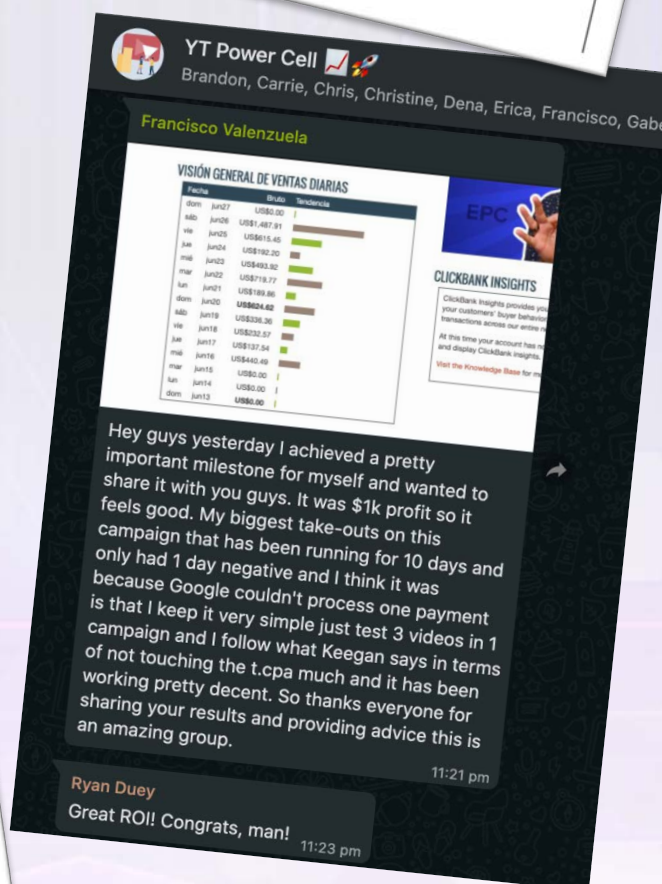 YT Power Cell 📈🚀
Brandon, Carrie, Chris, Christine, Dena, Erica, Francisco, Gabe
Francisco Valenzuela
VISIÓN GENERAL DE VENTAS DIARIAS
Fecha Bruto Tendencia
dom jun27 US$0.00
sáb jun26 US$1,487.91
vie jun25 US$615.45
jue jun24 US$192.20
mié jun23 US$493.92
mar jun22 US$719.77
lun jun21 US$189.86
dom jun20 US$624.62
sáb jun19 US$336.36
vie jun18 US$232.57
jue jun17 US$137.54
mié jun16 US$440.49
mar jun15 US$0.00
lun jun14 US$0.00
dom jun13 US$0.00
EPC
CLICKBANK INSIGHTS
ClickBank Insights provides you
your customers' buyer behavior
transactions across our entire
At this time your account has
and display ClickBank insights.
Visit the Knowledge Base for
Hey guys yesterday I achieved a pretty
important milestone for myself and wanted to
share it with you guys. It was $1k profit so it
feels good. My biggest take-outs on this
campaign that has been running for 10 days and
only had 1 day negative and I think it was
because Google couldn't process one payment
is that I keep it very simple just test 3 videos in 1
campaign and I follow what Keegan says in terms
of not touching the t.cpa much and it has been
working pretty decent. So thanks everyone for
sharing your results and providing advice this is
an amazing group.
11:21 pm
Ryan Duey
Great ROI! Congrats, man!
11:23 pm